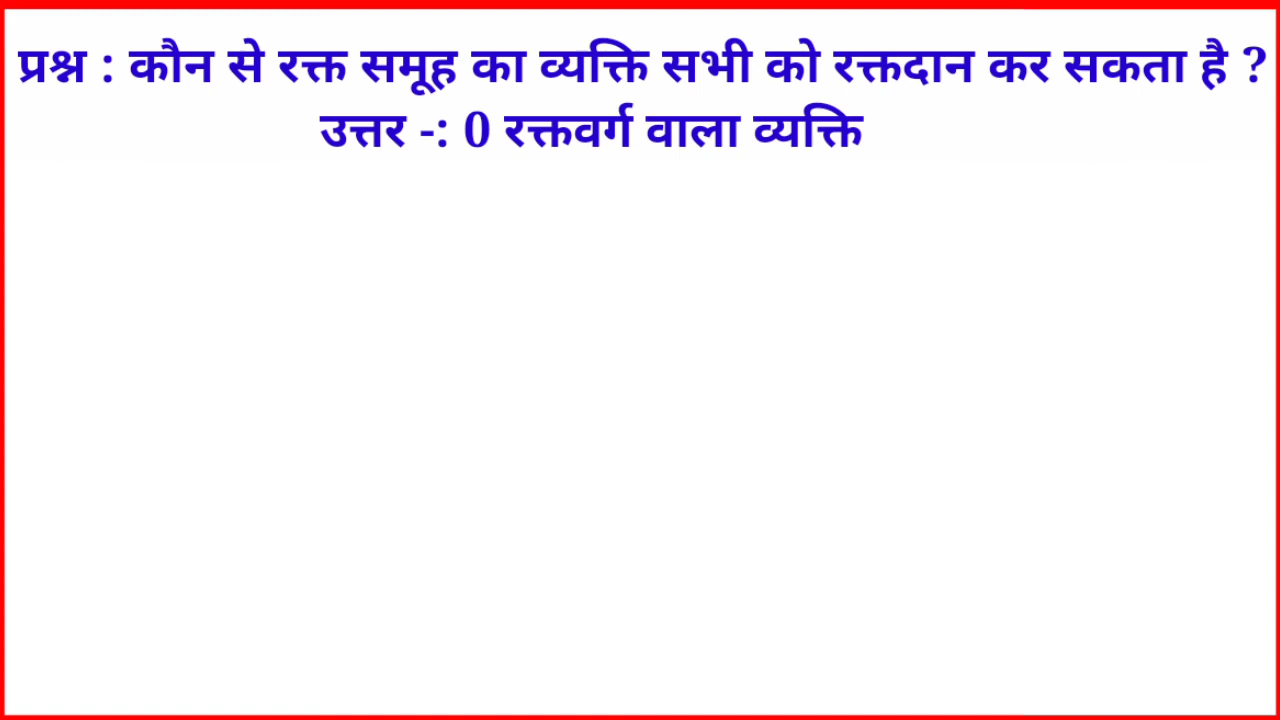 प्रश्न : कौन से रक्त समूह का व्यक्ति सभी को रक्तदान कर सकता है ?
उत्तर -: 0 रक्तवर्ग वाला व्यक्ति